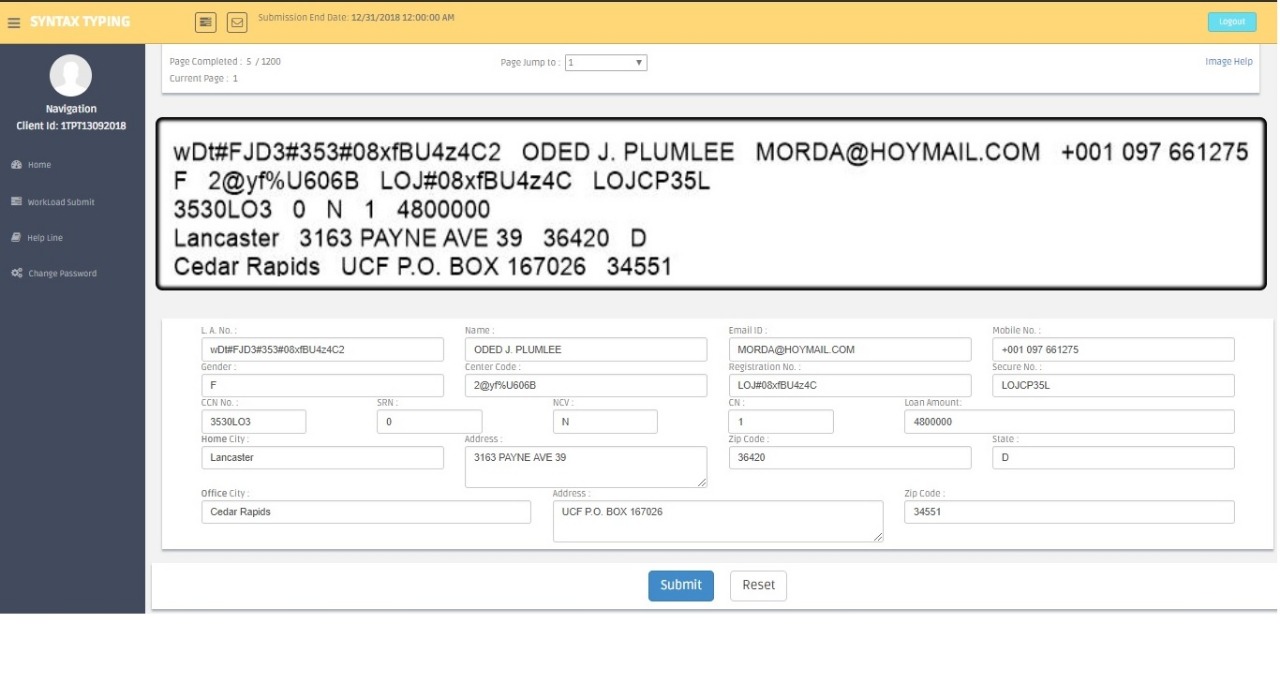 SYNTAX TYPING
Submission End Date: 12/31/2018 12:00:00 AM
Logout
Navigation
Client Id: 1TPT13092018
Home
WorkLoad Submit
Help Line
Change Password
Page Completed : 5 / 1200
Page Jump to : 1
Image Help
Current Page : 1
wDt#FJD3#353#08xfBU4z4C2 ODED J. PLUMLEE MORDA@HOYMAIL.COM +001 097 661275
F 2@yf%U606B LOJ#08xfBU4z4C LOJCP35L
3530LO3 0 N 1 4800000
Lancaster 3163 PAYNE AVE 39 36420 D
Cedar Rapids UCF P.O. BOX 167026 34551
L. A. No. : Name : Email ID : Mobile No. :
wDt#FJD3#353#08xfBU4z4C2 ODED J. PLUMLEE MORDA@HOYMAIL.COM +001 097 661275
Gender : Center Code : Registration No. : Secure No. :
F 2@yf%U606B LOJ#08xfBU4z4C LOJCP35L
CCN No. : SRN : NCV : CN : Loan Amount:
3530LO3 0 N 1 4800000
Home City : Address : Zip Code : State :
Lancaster 3163 PAYNE AVE 39 36420 D
Office City : Address : Zip Code :
Cedar Rapids UCF P.O. BOX 167026 34551
Submit Reset